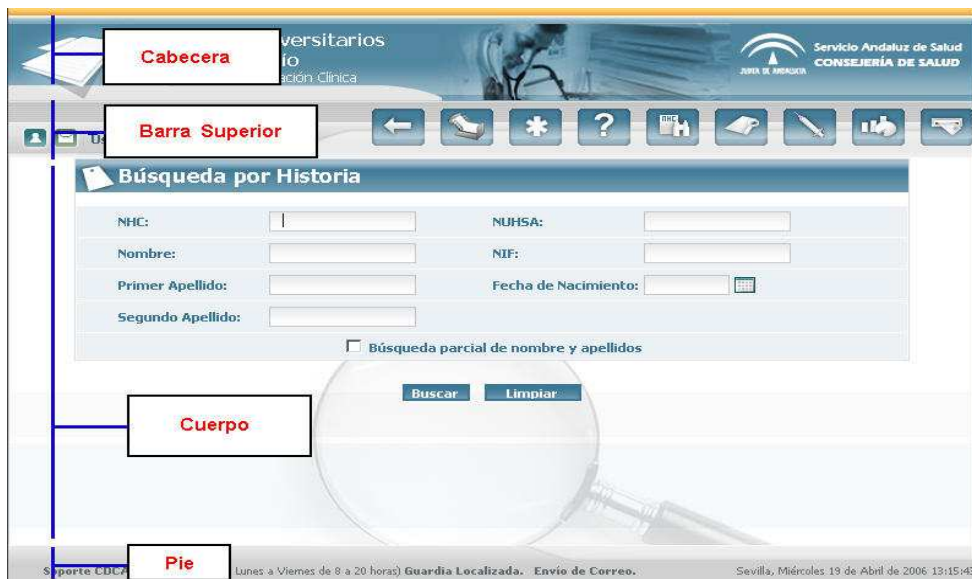 Cabecera
versitarios
ío
ación Clínica
JUNTA DE ANDALUCIA
Servicio Andaluz de Salud
CONSEJERÍA DE SALUD
Barra Superior
?
NHC
Búsqueda por Historia
NHC:
NUHSA:
Nombre:
NIF:
Primer Apellido:
Fecha de Nacimiento:
Segundo Apellido:
Búsqueda parcial de nombre y apellidos
Buscar
Limpiar
Cuerpo
Pie
Soporte CDCA
Lunes a Viernes de 8 a 20 horas) Guardia Localizada. Envío de Correo.
Sevilla, Miércoles 19 de Abril de 2006 13:15:43